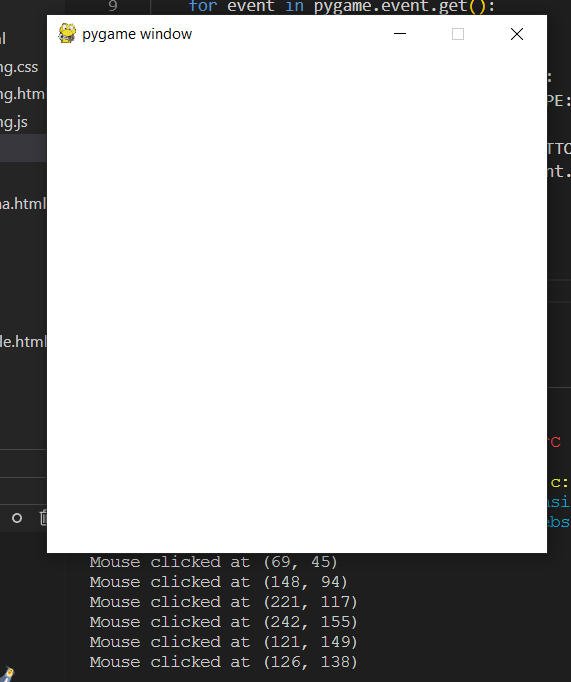 9 for event in pygame.event.get():
pygame window
ng.css
ng.htm
ng.js
PE:
TTO
nt.
na.html
le.html
c:
Mouse clicked at (69, 45)
Mouse clicked at (148, 94)
Mouse clicked at (221, 117)
Mouse clicked at (242, 155)
Mouse clicked at (121, 149)
Mouse clicked at (126, 138)